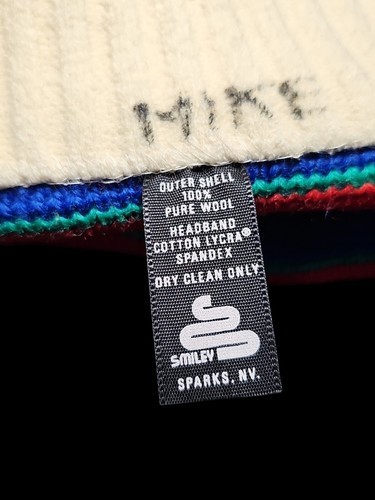 MIKE
OUTER SHELL
100%
PURE WOOL
HEADBAND
COTTON LYCRA®
SPANDEX
DRY CLEAN ONLY
SMILEY
SPARKS, NV.